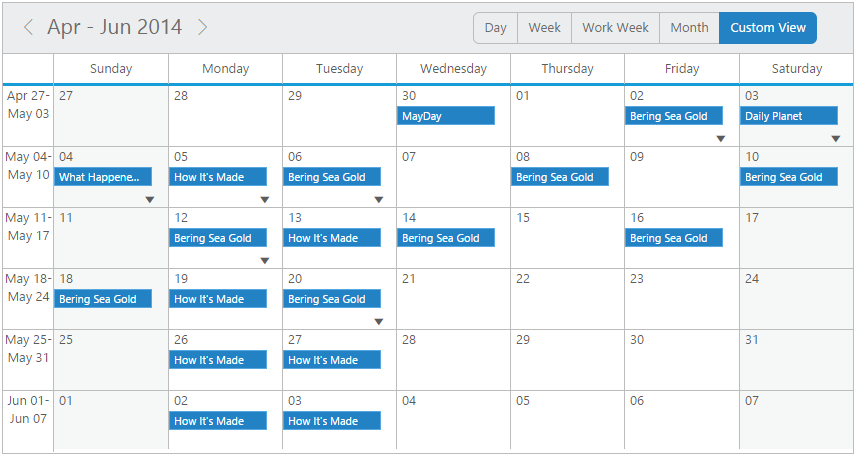 Apr - Jun 2014
Day Week Work Week Month Custom View
Sunday Monday Tuesday Wednesday Thursday Friday Saturday
Apr 27-
May 03
27 28 29 30 01 02 03
MayDay Bering Sea Gold Daily Planet
May 04-
May 10
04 05 06 07 08 09 10
What Happene... How It's Made Bering Sea Gold Bering Sea Gold Bering Sea Gold
May 11-
May 17
11 12 13 14 15 16 17
Bering Sea Gold How It's Made Bering Sea Gold Bering Sea Gold
May 18-
May 24
18 19 20 21 22 23 24
Bering Sea Gold How It's Made Bering Sea Gold
May 25-
May 31
25 26 27 28 29 30 31
How It's Made How It's Made
Jun 01-
Jun 07
01 02 03 04 05 06 07
How It's Made How It's Made